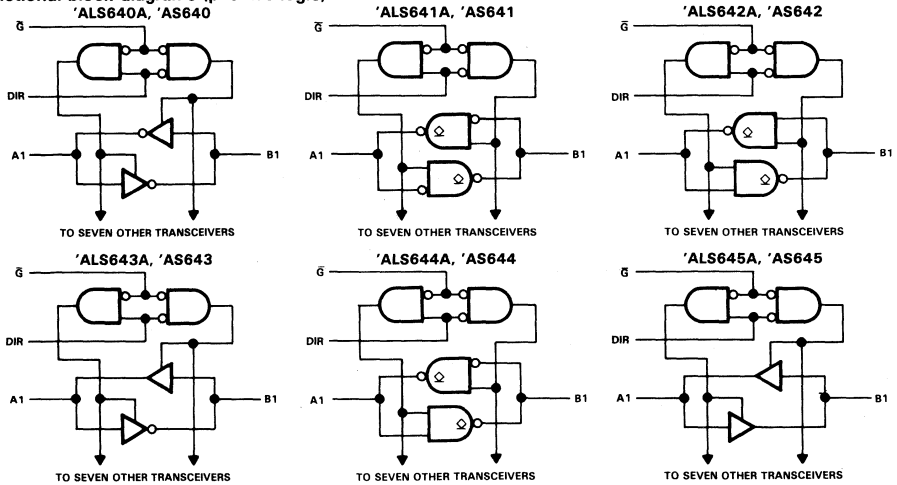 'ALS640A, 'AS640
G̅
DIR
A1
B1
TO SEVEN OTHER TRANSCEIVERS
'ALS641A, 'AS641
G̅
DIR
A1
B1
TO SEVEN OTHER TRANSCEIVERS
'ALS642A, 'AS642
G̅
DIR
A1
B1
TO SEVEN OTHER TRANSCEIVERS
'ALS643A, 'AS643
G̅
DIR
A1
B1
TO SEVEN OTHER TRANSCEIVERS
'ALS644A, 'AS644
G̅
DIR
A1
B1
TO SEVEN OTHER TRANSCEIVERS
'ALS645A, 'AS645
G̅
DIR
A1
B1
TO SEVEN OTHER TRANSCEIVERS